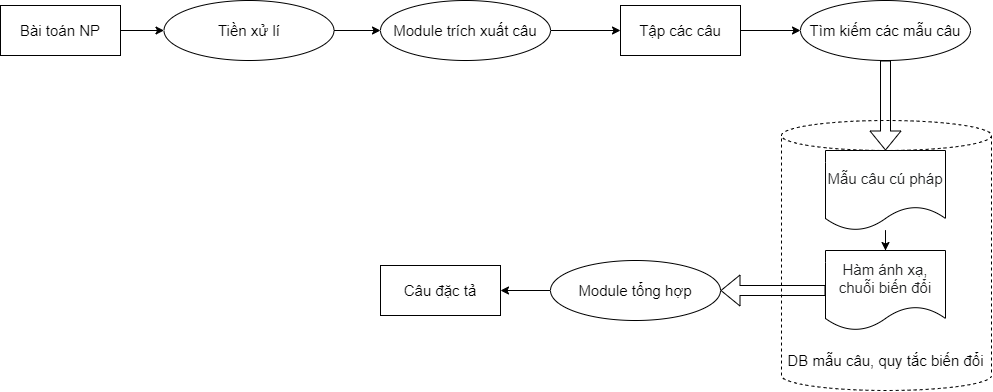 Bài toán NP
Tiền xử lí
Module trích xuất câu
Tập các câu
Tìm kiếm các mẫu câu
Mẫu câu cú pháp
Hàm ánh xạ,
chuỗi biến đổi
Module tổng hợp
Câu đặc tả
DB mẫu câu, quy tắc biến đổi